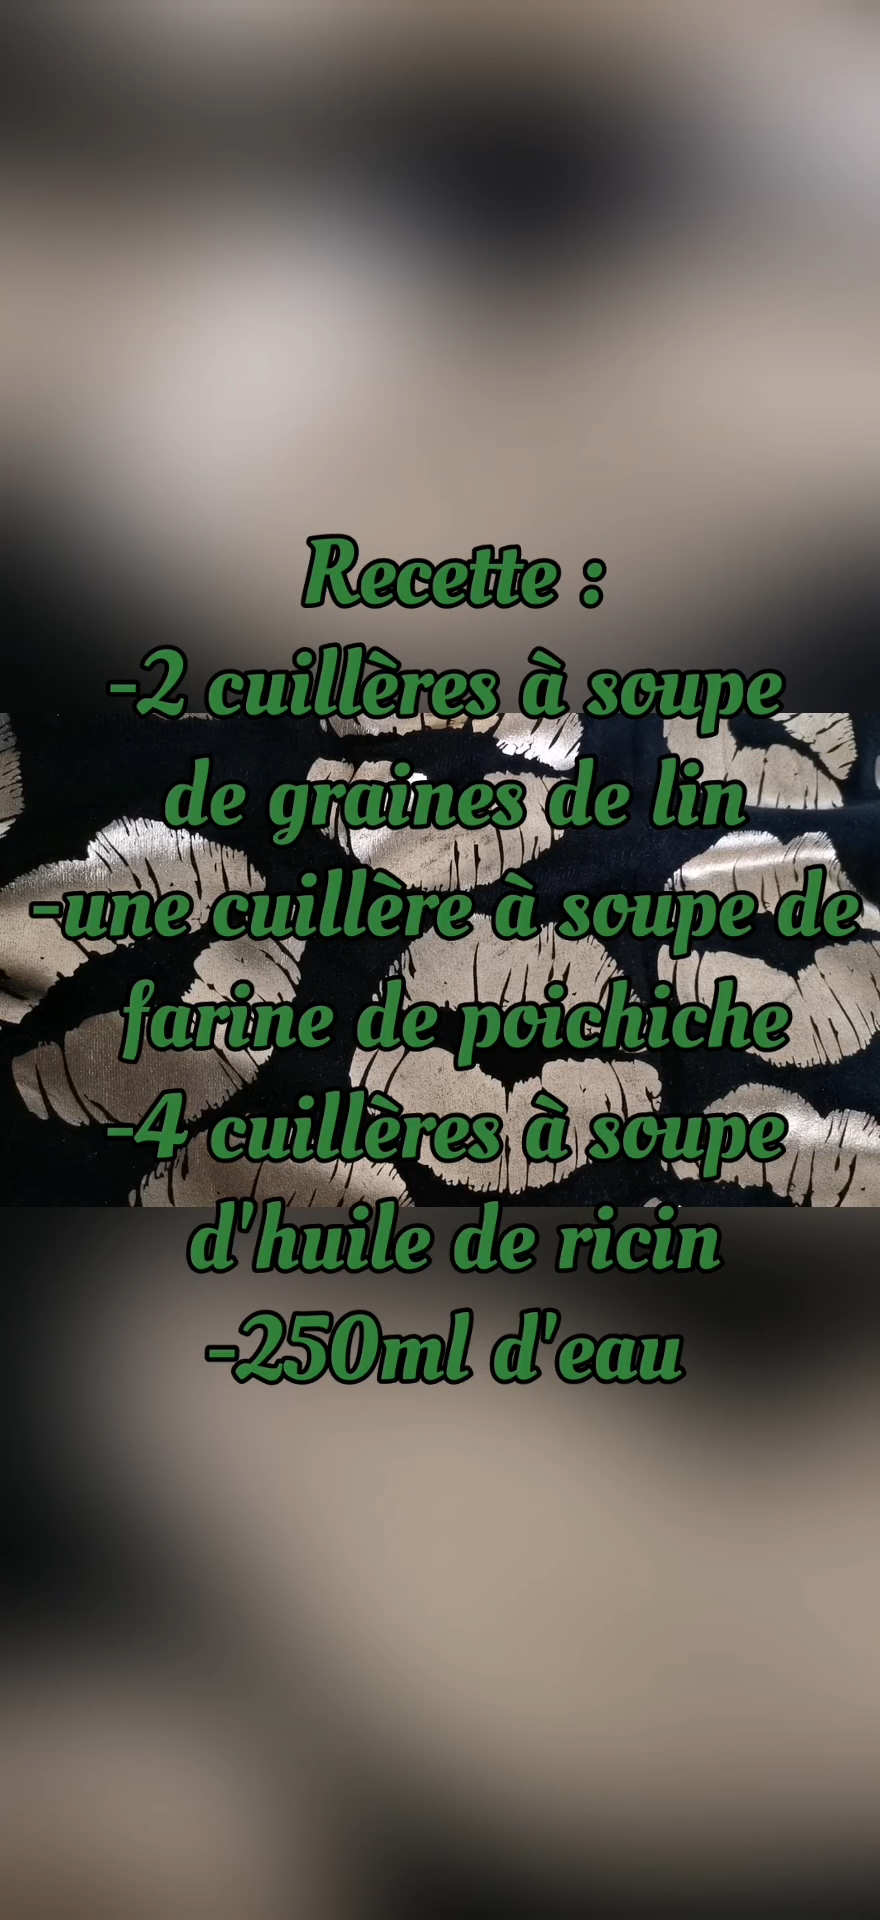 Recette :
-2 cuillères à soupe
de graines de lin
-une cuillère à soupe de
farine de poichiche
-4 cuillères à soupe
d'huile de ricin
-250ml d'eau